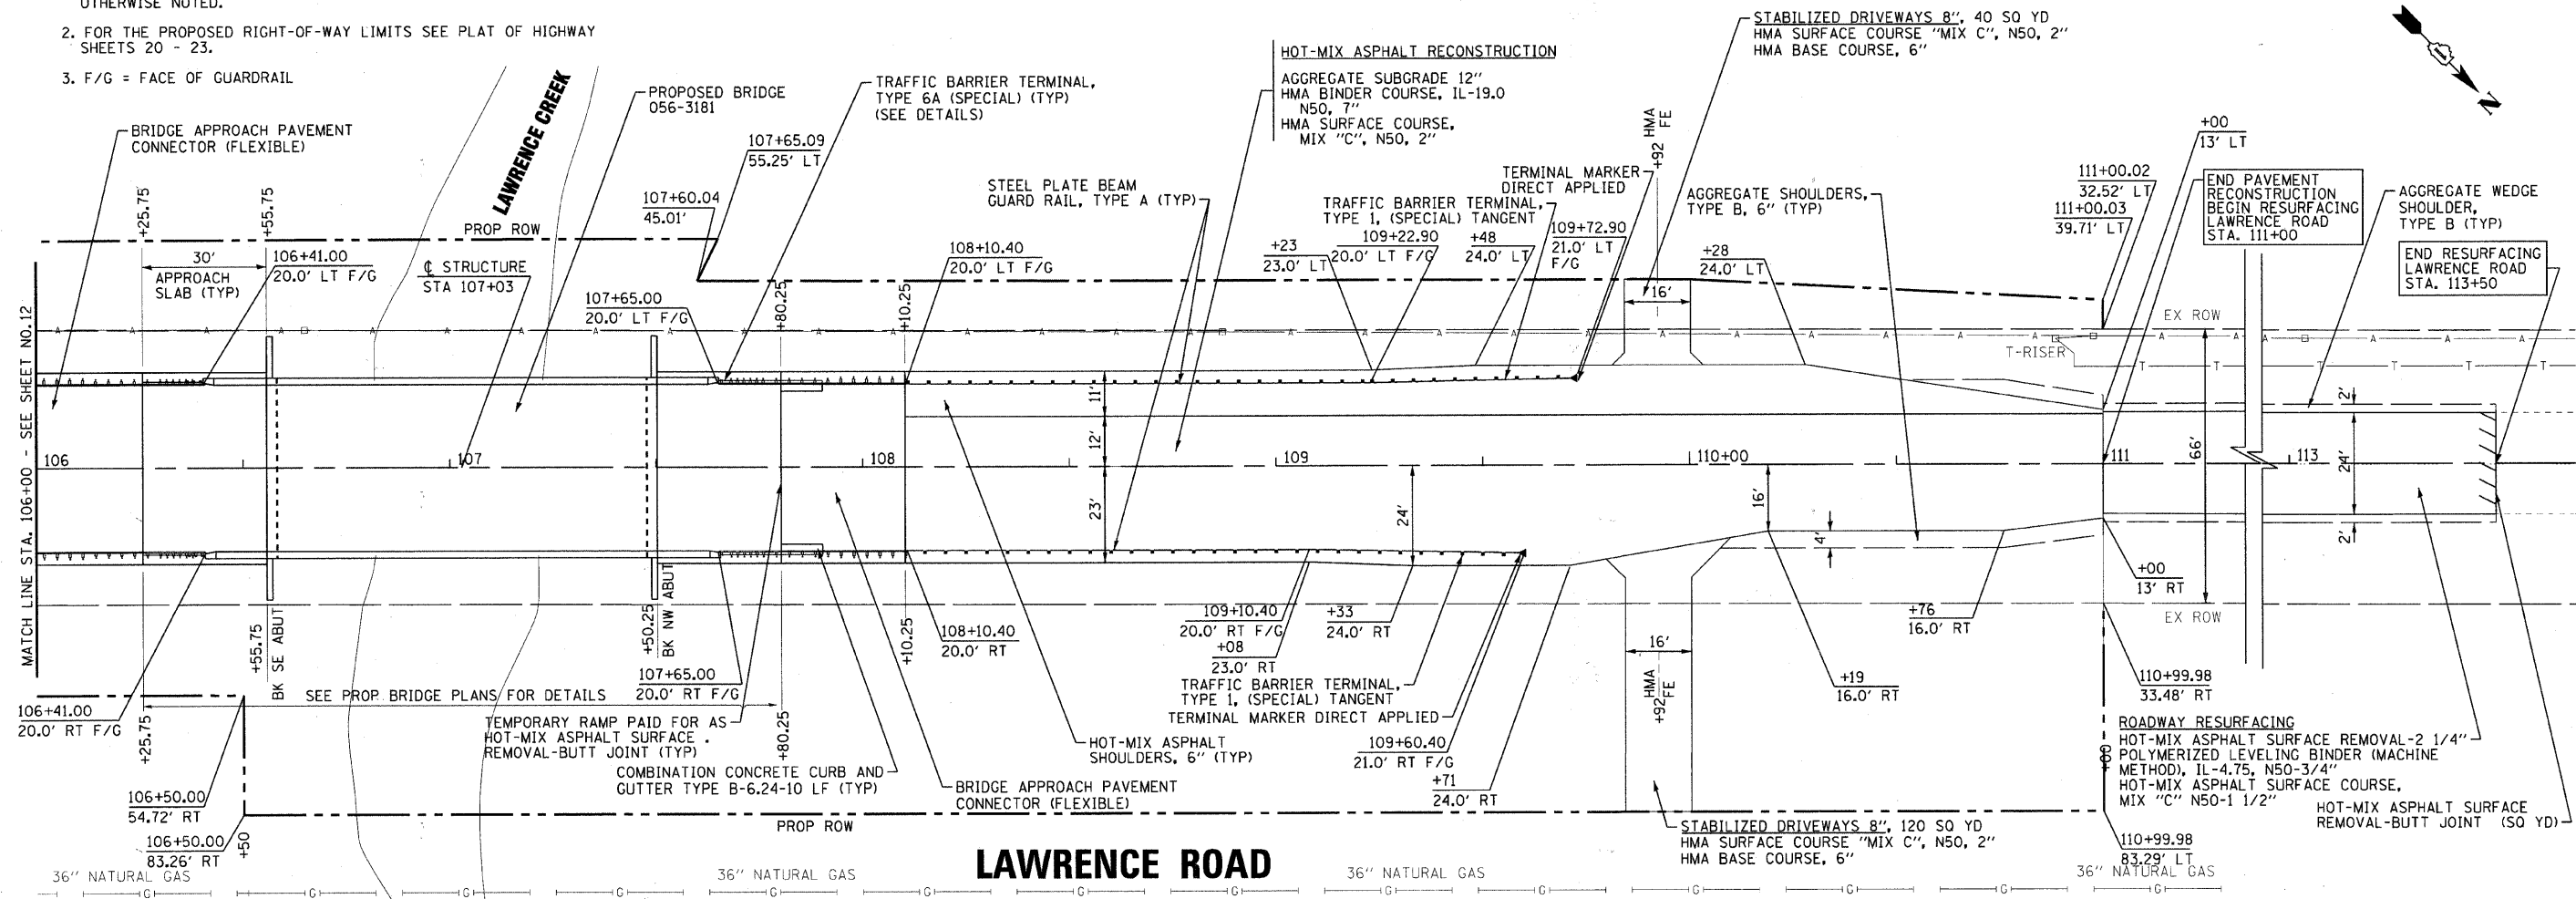 OTHERWISE NOTED.
2. FOR THE PROPOSED RIGHT-OF-WAY LIMITS SEE PLAT OF HIGHWAY
SHEETS 20 - 23.
3. F/G = FACE OF GUARDRAIL
BRIDGE APPROACH PAVEMENT
CONNECTOR (FLEXIBLE)
LAWRENCE CREEK
PROPOSED BRIDGE
056-3181
TRAFFIC BARRIER TERMINAL,
TYPE 6A (SPECIAL) (TYP)
(SEE DETAILS)
107+65.09
55.25' LT
107+60.04
45.01'
PROP ROW
HOT-MIX ASPHALT RECONSTRUCTION
AGGREGATE SUBGRADE 12"
HMA BINDER COURSE, IL-19.0
N50, 7"
HMA SURFACE COURSE,
MIX "C", N50, 2"
STABILIZED DRIVEWAYS 8", 40 SQ YD
HMA SURFACE COURSE "MIX C", N50, 2"
HMA BASE COURSE, 6"
N
+25.75
+55.75
30'
APPROACH
SLAB (TYP)
106+41.00
20.0' LT F/G
℄ STRUCTURE
STA 107+03
107+65.00
20.0' LT F/G
+80.25
+10.25
108+10.40
20.0' LT F/G
STEEL PLATE BEAM
GUARD RAIL, TYPE A (TYP)
TERMINAL MARKER
DIRECT APPLIED
TRAFFIC BARRIER TERMINAL,
TYPE 1, (SPECIAL) TANGENT
+23
23.0' LT
109+22.90
20.0' LT F/G
+48
24.0' LT
109+72.90
21.0' LT
F/G
+92 HMA
FE
AGGREGATE SHOULDERS,
TYPE B, 6" (TYP)
+28
24.0' LT
16'
+00
13' LT
111+00.02
32.52' LT
111+00.03
39.71' LT
END PAVEMENT
RECONSTRUCTION
BEGIN RESURFACING
LAWRENCE ROAD
STA. 111+00
AGGREGATE WEDGE
SHOULDER,
TYPE B (TYP)
END RESURFACING
LAWRENCE ROAD
STA. 113+50
EX ROW
T-RISER
A A A A A A A A
T T T T T T
MATCH LINE STA. 106+00 - SEE SHEET NO.12
106
107
108
109
110+00
111
113
11'
12'
23'
24'
16'
4'
66'
2'
24'
2'
+55.75
BK SE ABUT
+50.25
BK NW ABUT
107+65.00
20.0' RT F/G
108+10.40
20.0' RT
+10.25
109+10.40
20.0' RT F/G
+08
23.0' RT
+33
24.0' RT
TRAFFIC BARRIER TERMINAL,
TYPE 1, (SPECIAL) TANGENT
TERMINAL MARKER DIRECT APPLIED
109+60.40
21.0' RT F/G
+71
24.0' RT
16'
+92 HMA
FE
+19
16.0' RT
+76
16.0' RT
+00
13' RT
EX ROW
110+99.98
33.48' RT
SEE PROP. BRIDGE PLANS FOR DETAILS
106+41.00
20.0' RT F/G
+25.75
+80.25
TEMPORARY RAMP PAID FOR AS
HOT-MIX ASPHALT SURFACE .
REMOVAL-BUTT JOINT (TYP)
COMBINATION CONCRETE CURB AND
GUTTER TYPE B-6.24-10 LF (TYP)
HOT-MIX ASPHALT
SHOULDERS, 6" (TYP)
BRIDGE APPROACH PAVEMENT
CONNECTOR (FLEXIBLE)
106+50.00
54.72' RT
106+50.00
83.26' RT
+50
PROP ROW
LAWRENCE ROAD
STABILIZED DRIVEWAYS 8", 120 SQ YD
HMA SURFACE COURSE "MIX C", N50, 2"
HMA BASE COURSE, 6"
+00
ROADWAY RESURFACING
HOT-MIX ASPHALT SURFACE REMOVAL-2 1/4"
POLYMERIZED LEVELING BINDER (MACHINE
METHOD), IL-4.75, N50-3/4"
HOT-MIX ASPHALT SURFACE COURSE,
MIX "C" N50-1 1/2"
HOT-MIX ASPHALT SURFACE
REMOVAL-BUTT JOINT (SQ YD)
110+99.98
83.29' LT
36" NATURAL GAS
36" NATURAL GAS
36" NATURAL GAS
36" NATURAL GAS
G G G G G G G G G G G G G G